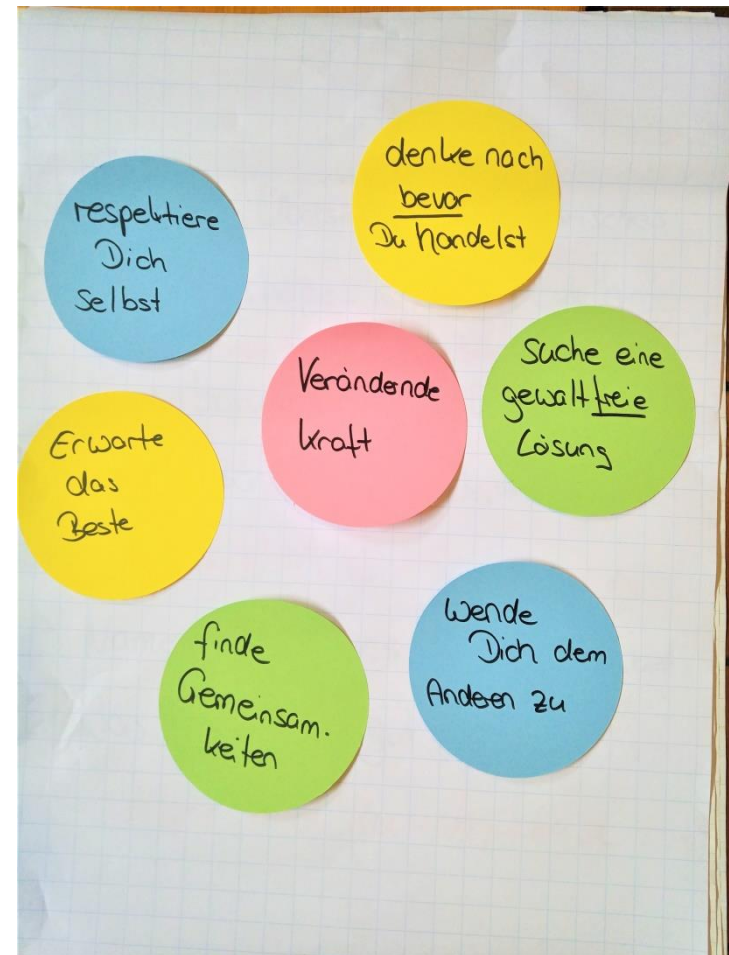 denke nach
bevor
Du handelst
respektiere
Dich
Selbst
Suche eine
gewaltfreie
Lösung
Verändernde
Kraft
Erwarte
das
Beste
wende
Dich dem
Anderen zu
finde
Gemeinsam-
keiten